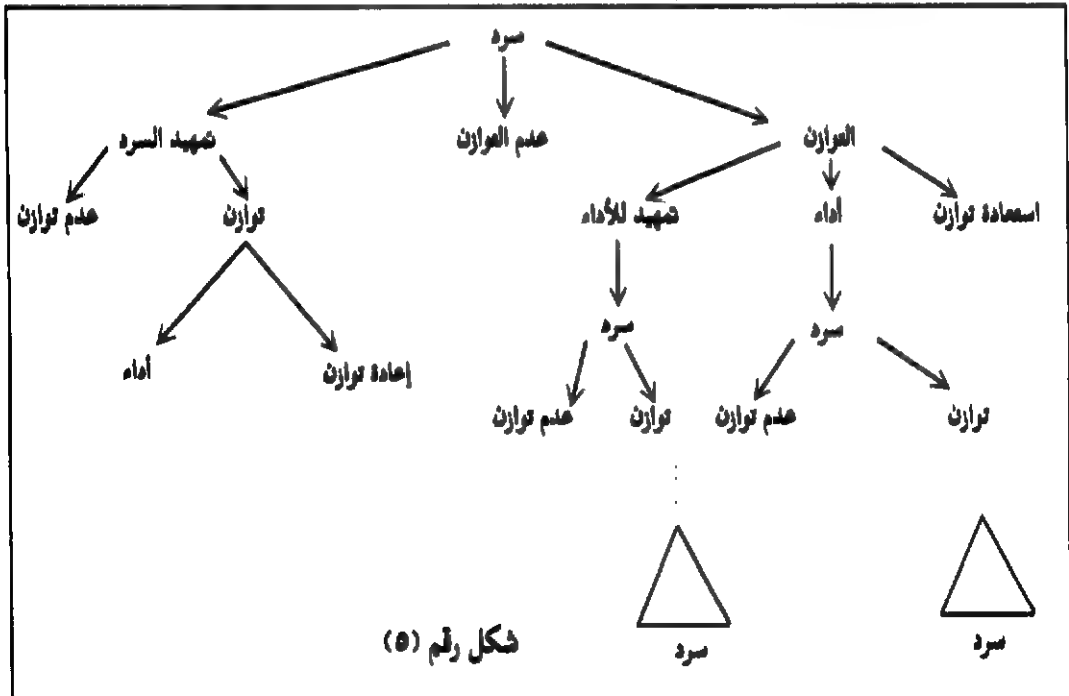 سرد
التوازن عدم التوازن تمهيد السرد
استعادة توازن أداء تمهيد للأداء توازن عدم توازن
سرد سرد إعادة توازن أداء
توازن عدم توازن توازن عدم توازن
سرد سرد شكل رقم (٥)